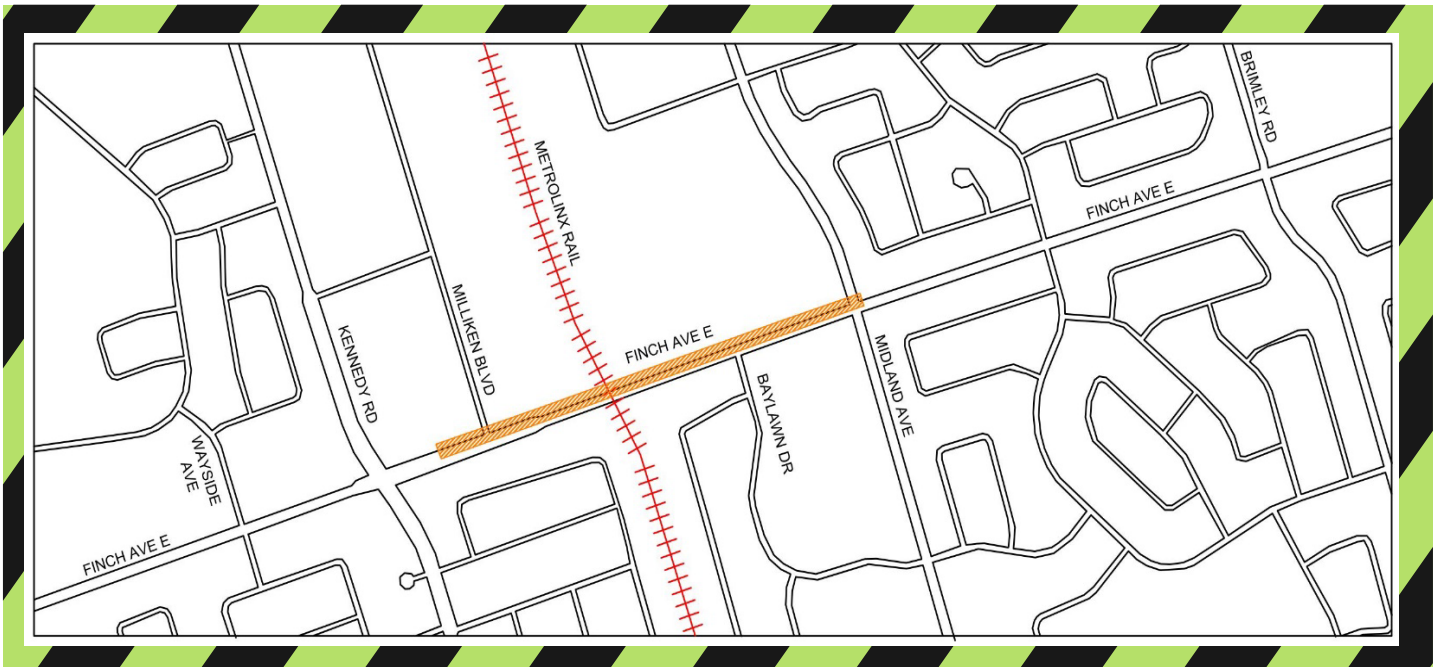 BRIMLEY RD
METROLINX RAIL
FINCH AVE E
MILLIKEN BLVD
KENNEDY RD
FINCH AVE E
MIDLAND AVE
BAYLAWN DR
WAYSIDE
AVE
FINCH AVE E